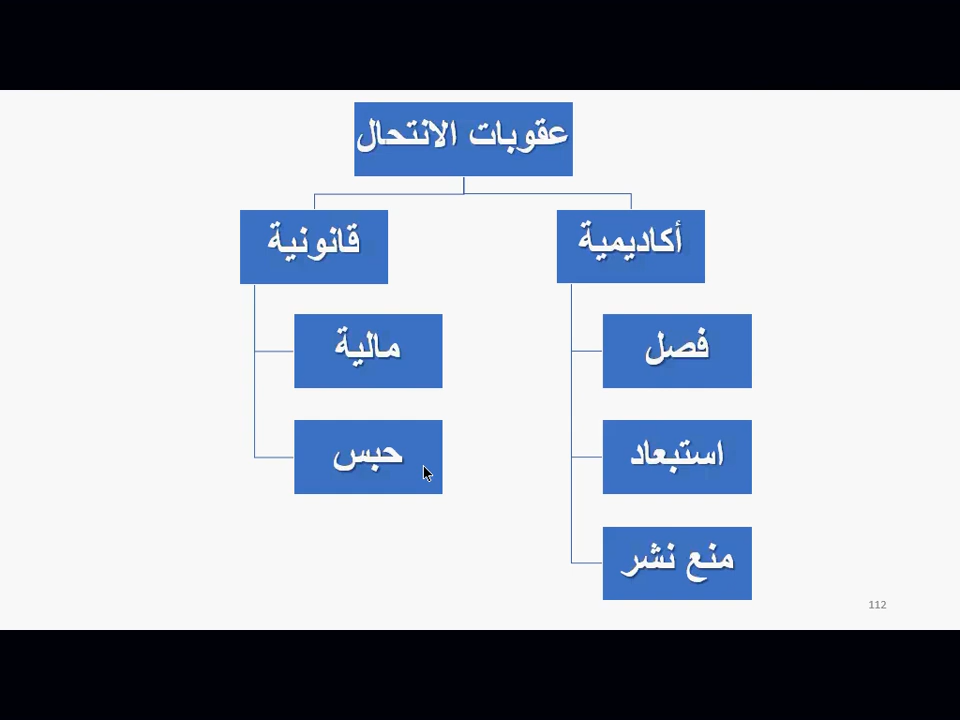 عقوبات الانتحال
أكاديمية
فصل
استبعاد
منع نشر
قانونية
مالية
حبس
112